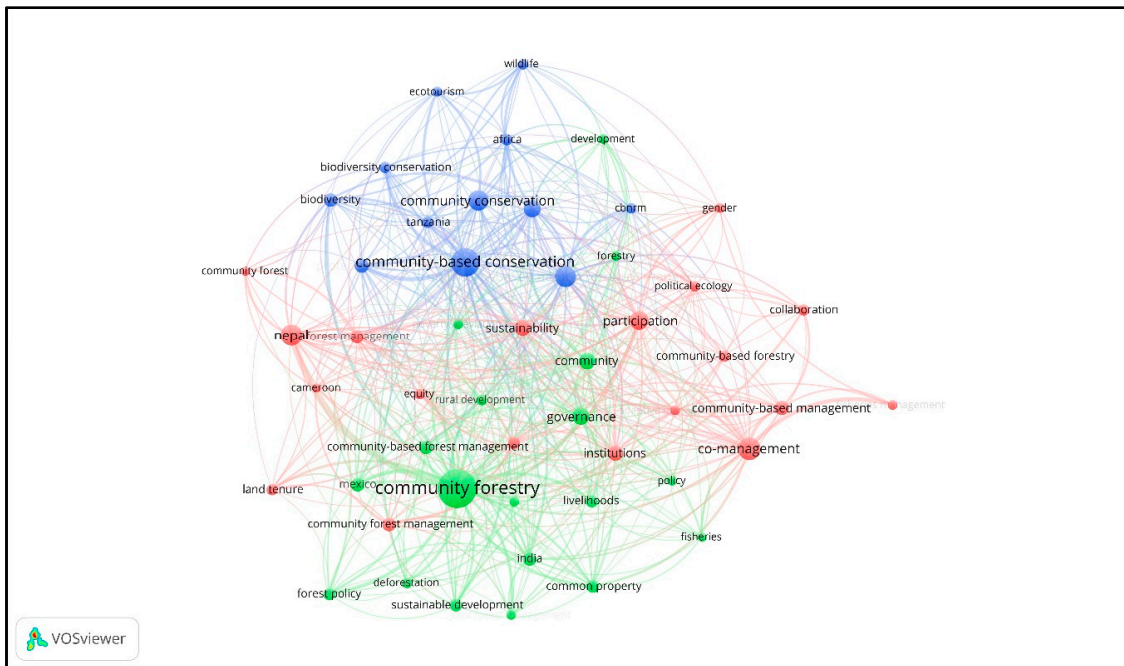 wildlife
ecotourism
africa
development
biodiversity conservation
biodiversity
community conservation
cbnrm
gender
tanzania
forestry
community-based conservation
community forest
political ecology
collaboration
participation
sustainability
nepal
forest management
community-based forestry
community
cameroon
equity
rural development
community-based management
management
governance
community-based forest management
institutions
co-management
land tenure
mexico
community forestry
policy
livelihoods
community forest management
fisheries
india
deforestation
common property
forest policy
sustainable development
VOSviewer